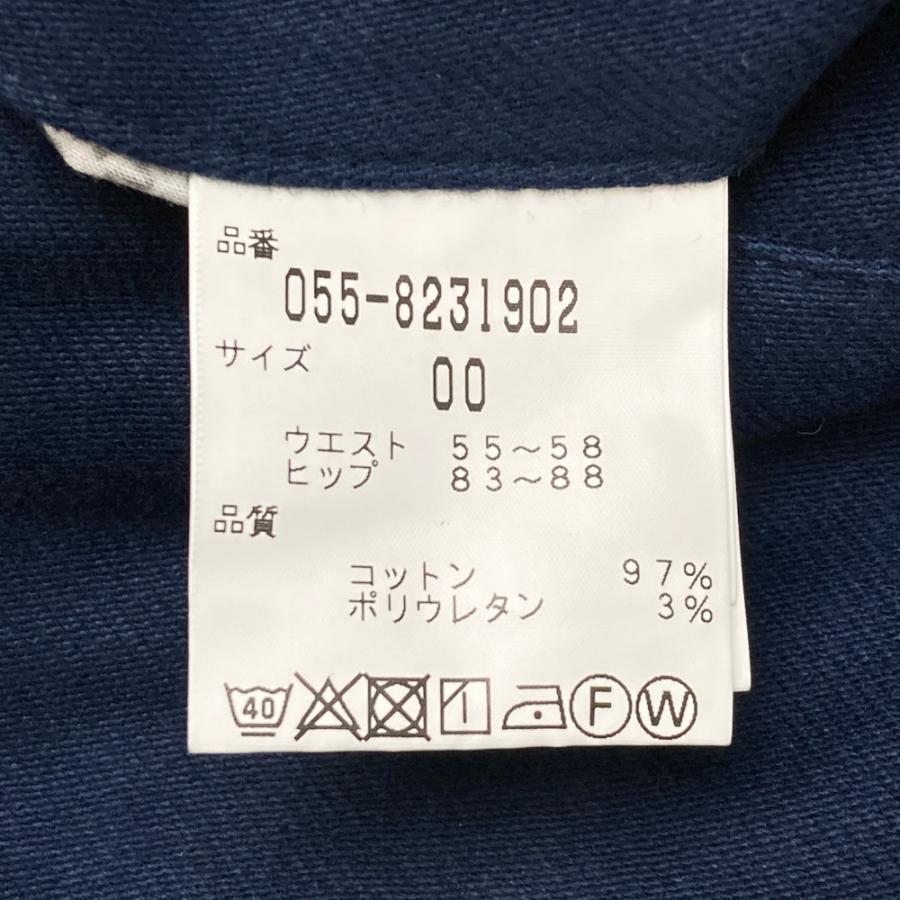 品番
055-8231902
サイズ
00
ウエスト 55~58
ヒップ 83~88
品質
コットン 97%
ポリウレタン 3%
40 F W